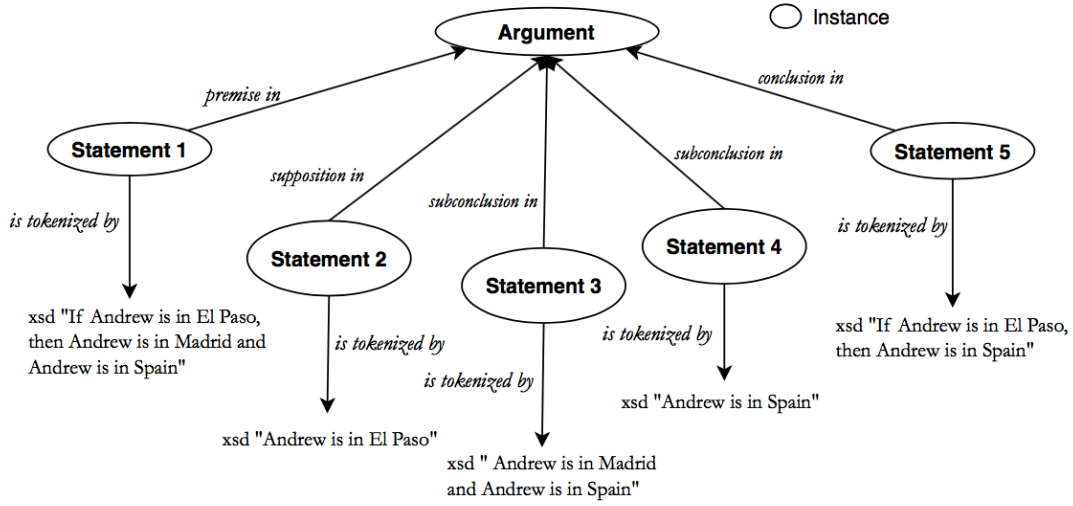 Argument
Instance
premise in
conclusion in
Statement 1
supposition in
subconclusion in
subconclusion in
Statement 5
is tokenized by
Statement 2
Statement 3
Statement 4
is tokenized by
xsd "If Andrew is in El Paso,
then Andrew is in Madrid and
Andrew is in Spain"
is tokenized by
is tokenized by
is tokenized by
xsd "If Andrew is in El Paso,
then Andrew is in Spain"
xsd "Andrew is in El Paso"
xsd " Andrew is in Madrid
and Andrew is in Spain"
xsd "Andrew is in Spain"